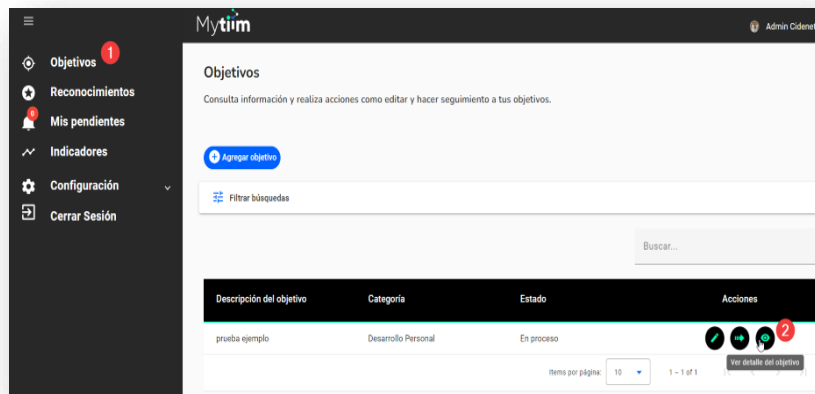 Mytiim
Admin Cidenet
Objetivos 1
Reconocimientos
0
Mis pendientes
Indicadores
Configuración
Cerrar Sesión
Objetivos
Consulta información y realiza acciones como editar y hacer seguimiento a tus objetivos.
+ Agregar objetivo
Filtrar búsquedas
Buscar...
Descripción del objetivo Categoría Estado Acciones
prueba ejemplo Desarrollo Personal En proceso 2
Ver detalle del objetivo
Items por página: 10 1 – 1 of 1